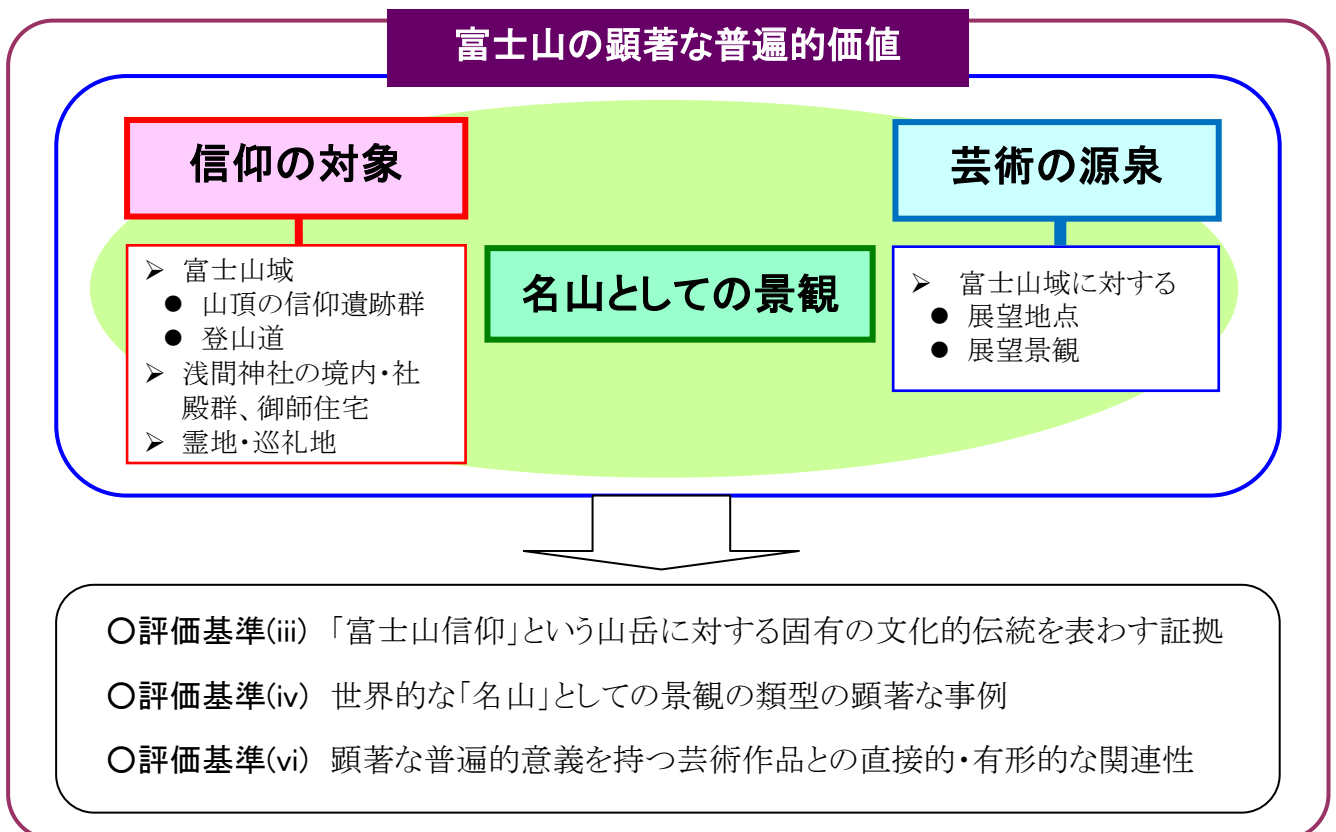 富士山の顕著な普遍的価値
信仰の対象
➢ 富士山域
● 山頂の信仰遺跡群
● 登山道
➢ 浅間神社の境内・社
殿群、御師住宅
➢ 霊地・巡礼地
名山としての景観
芸術の源泉
➢ 富士山域に対する
● 展望地点
● 展望景観
○評価基準(iii) 「富士山信仰」という山岳に対する固有の文化的伝統を表わす証拠
○評価基準(iv) 世界的な「名山」としての景観の類型の顕著な事例
○評価基準(vi) 顕著な普遍的意義を持つ芸術作品との直接的・有形的な関連性